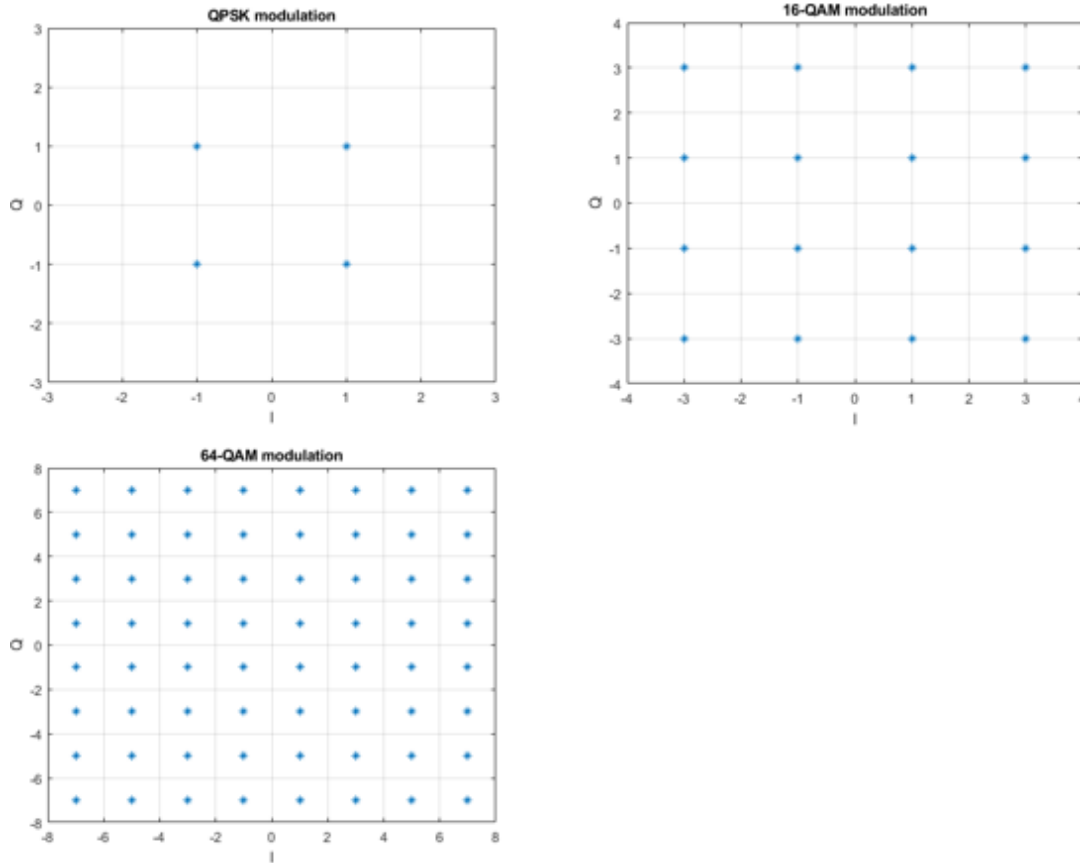 QPSK modulation
3
2
1
0
-1
-2
-3
Q
-3 -2 -1 0 1 2 3
I
16-QAM modulation
4
3
2
1
0
-1
-2
-3
-4
Q
-4 -3 -2 -1 0 1 2 3
I
64-QAM modulation
8
6
4
2
0
-2
-4
-6
-8
Q
-8 -6 -4 -2 0 2 4 6 8
I